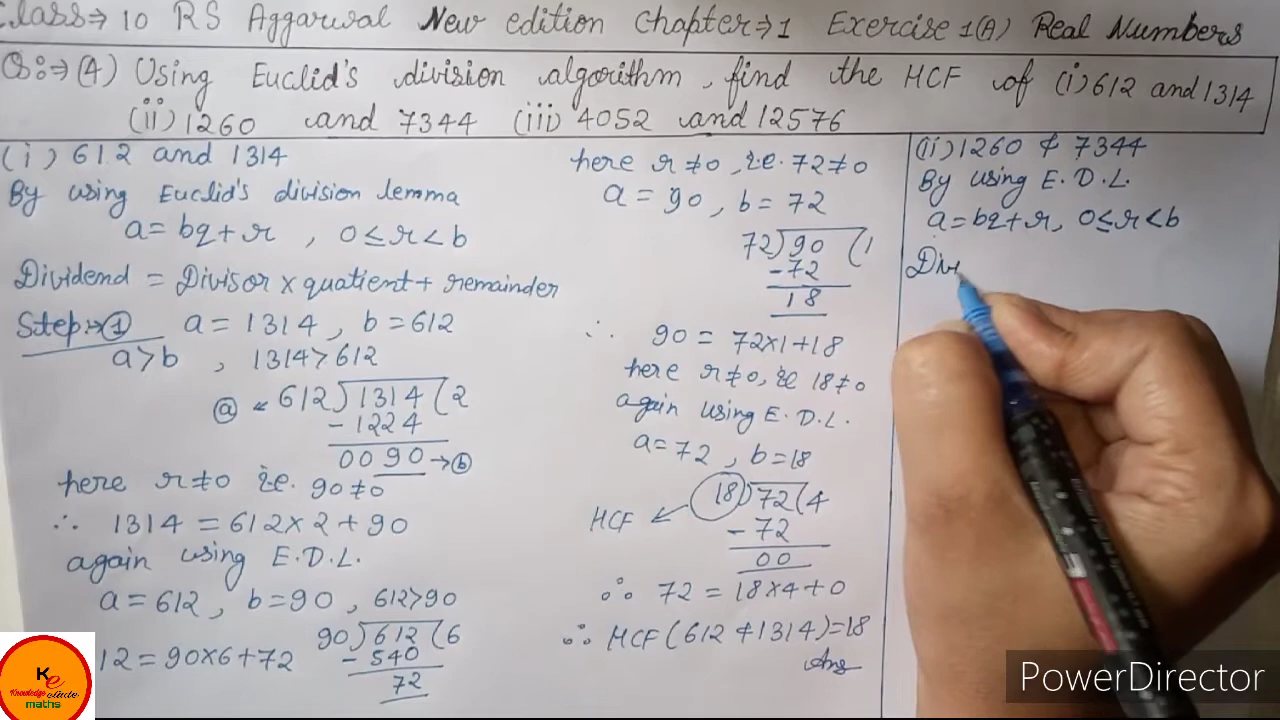 Class⇒10 RS Aggarwal New edition Chapter⇒1 Exercise 1(A) Real Numbers
Q:⇒(4) Using Euclid's division algorithm, find the HCF of (i) 612 and 1314
(ii) 1260 and 7344 (iii) 4052 and 12576
(i) 612 and 1314
By using Euclid's division lemma
a = bq + r , 0 ≤ r < b
Dividend = Divisor x quatient + remainder
Step:⇒① a = 1314 , b = 612
a > b , 1314 > 612
ⓐ ← 612) 1314 (2
- 1224
0090 → ⓑ
here r ≠ 0 i.e. 90 ≠ 0
∴ 1314 = 612 x 2 + 90
again using E.D.L.
a = 612 , b = 90 , 612 > 90
90) 612 (6
12 = 90 x 6 + 72
- 540
72
here r ≠ 0 , i.e. 72 ≠ 0
a = 90 , b = 72
72) 90 (1
- 72
18
∴ 90 = 72 x 1 + 18
here r ≠ 0, ie 18 ≠ 0
again using E.D.L.
a = 72 , b = 18
18) 72 (4
HCF ←
- 72
00
∴ 72 = 18 x 4 + 0
∴ HCF (612 & 1314) = 18
Ans
(ii) 1260 & 7344
By using E.D.L.
a = bq + r, 0 ≤ r < b
Divi
Ke
Knowledge elude
maths
PowerDirector